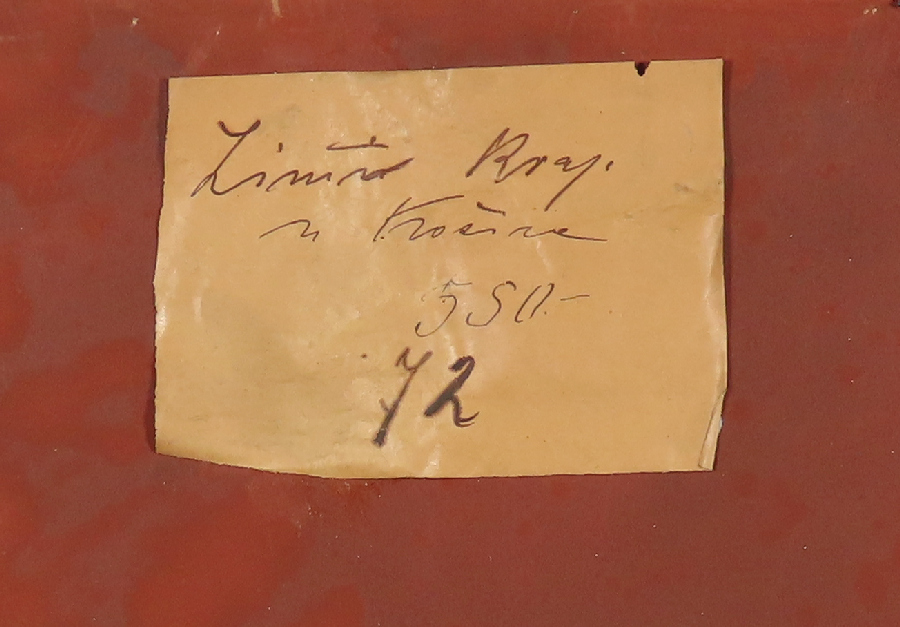 Zimní Kraj.
u
550.-
72